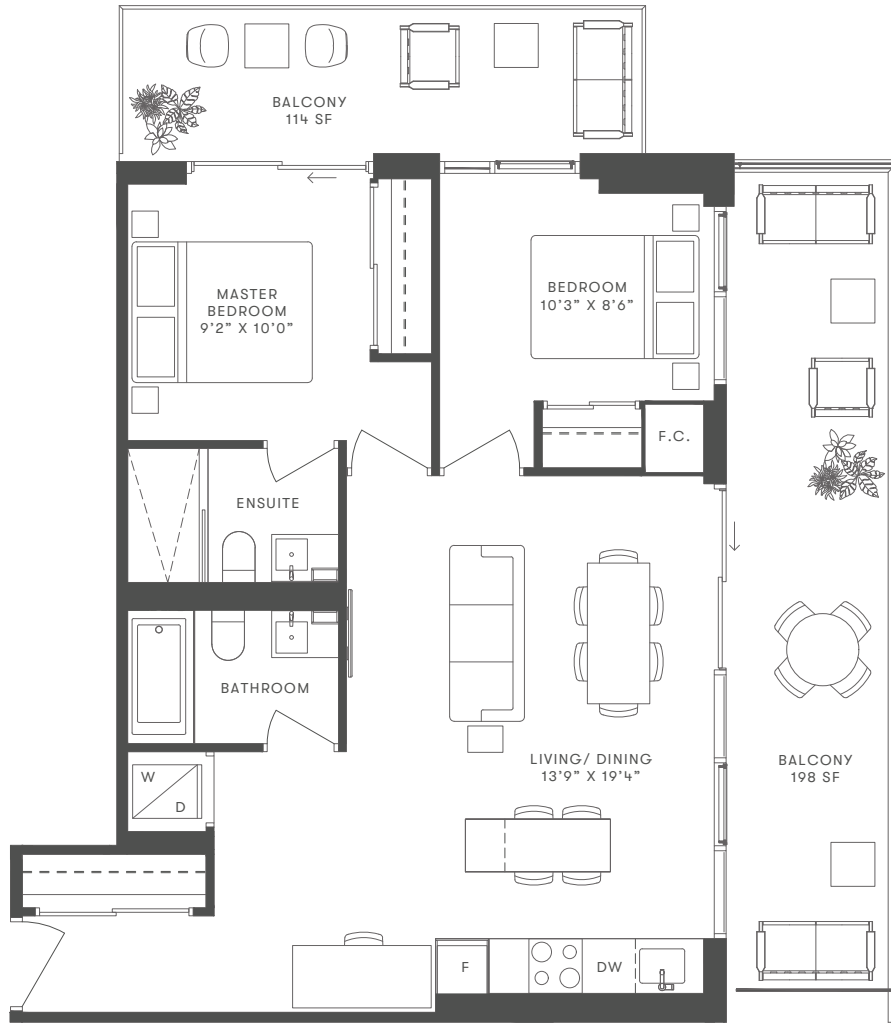 BALCONY
114 SF
MASTER
BEDROOM
9’2” X 10’0”
BEDROOM
10’3” X 8’6”
F.C.
ENSUITE
BATHROOM
LIVING/ DINING
13’9” X 19’4”
BALCONY
198 SF
W
D
F
DW